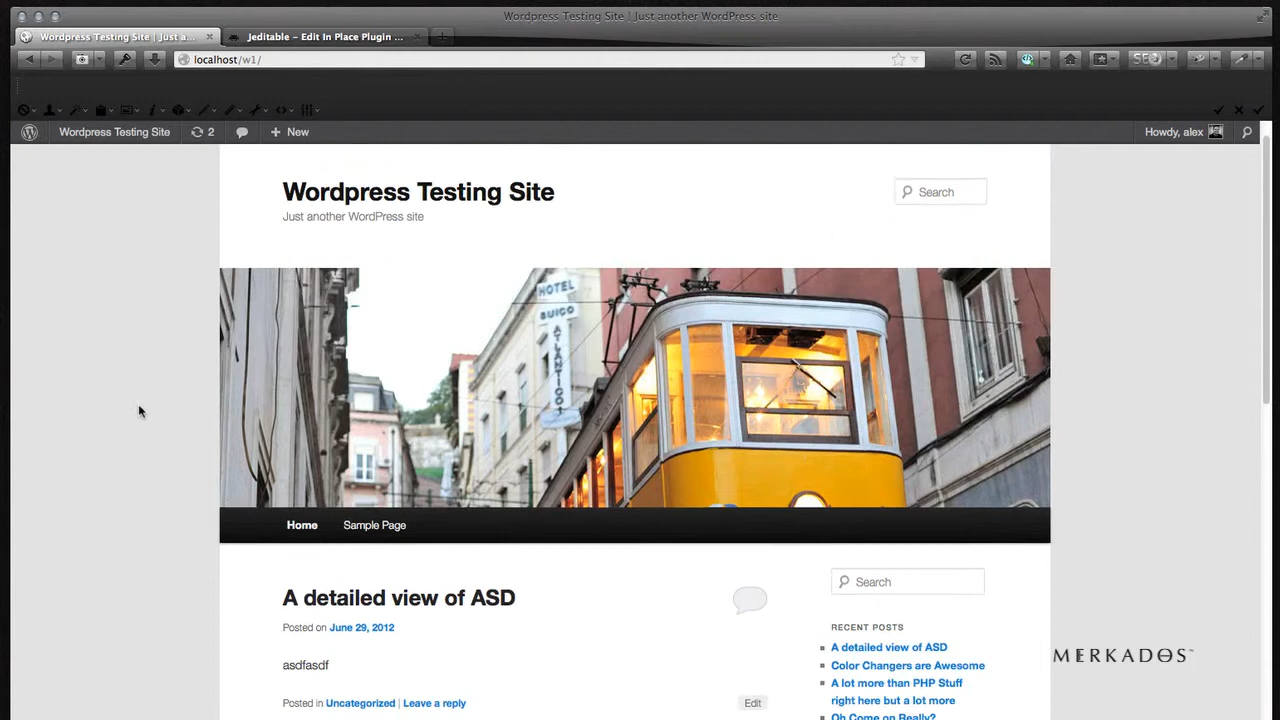 Wordpress Testing Site | Just another WordPress site
Wordpress Testing Site | Just a...
Jeditable – Edit In Place Plugin ...
localhost/w1/
SEO
Wordpress Testing Site
2
New
Howdy, alex
Wordpress Testing Site
Just another WordPress site
Search
HOTEL
SUICO
ATLANTICO
Home
Sample Page
A detailed view of ASD
Posted on June 29, 2012
asdfasdf
Posted in Uncategorized | Leave a reply
Edit
Search
RECENT POSTS
A detailed view of ASD
Color Changers are Awesome
A lot more than PHP Stuff
right here but a lot more
Oh Come on Really?
MERKADOS™